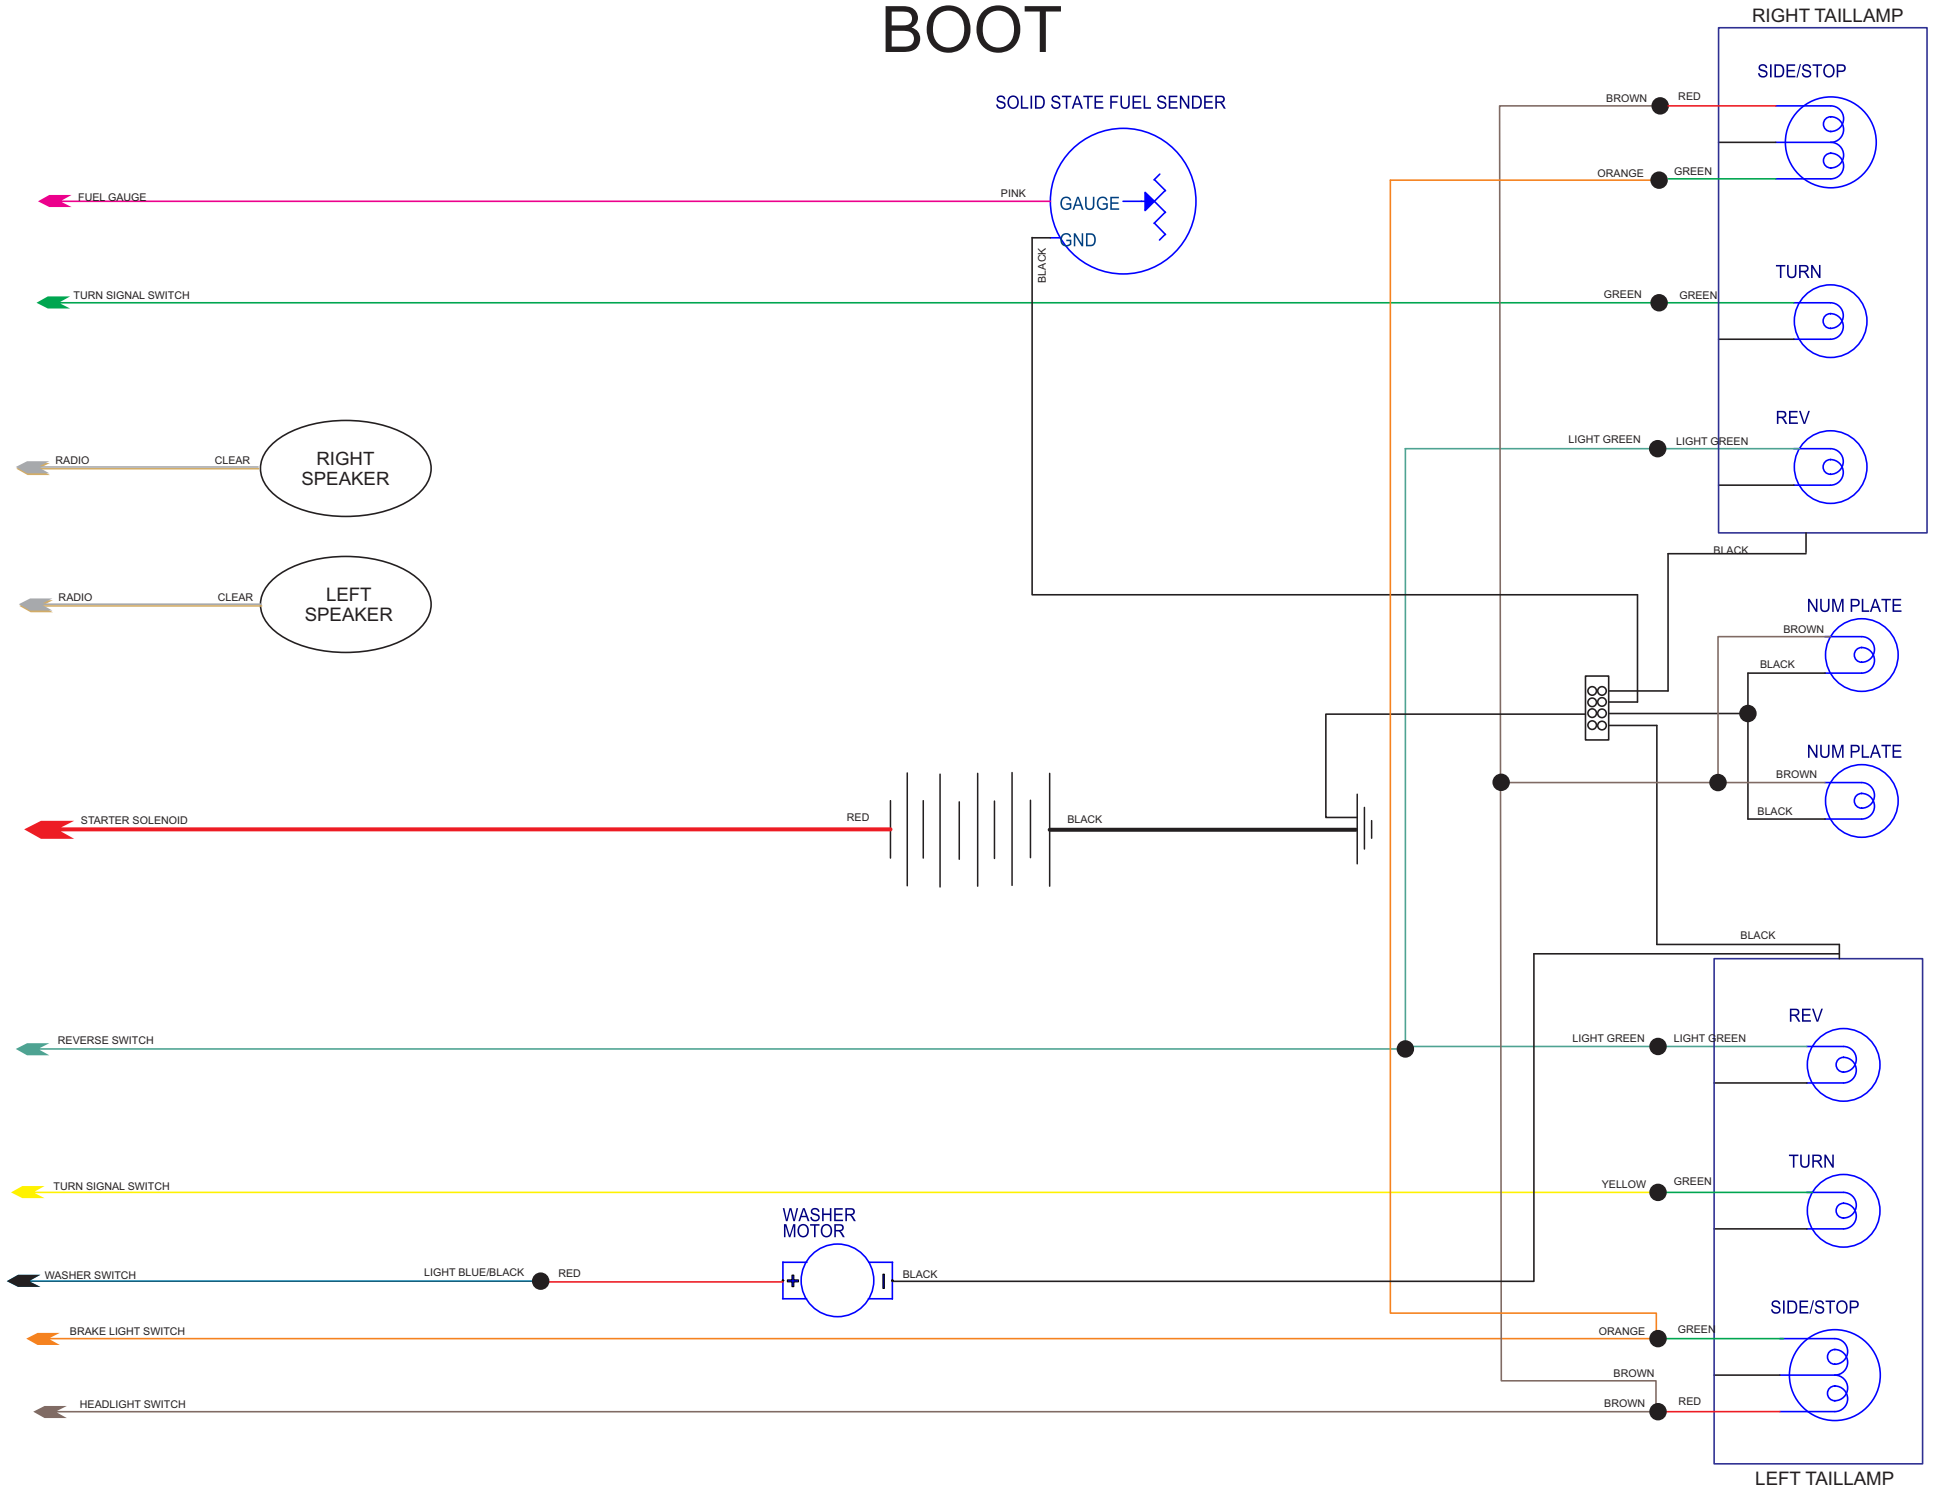 BOOT
RIGHT TAILLAMP
SIDE/STOP
SOLID STATE FUEL SENDER
BROWN
RED
ORANGE
GREEN
FUEL GAUGE
PINK
GAUGE
GND
BLACK
TURN
TURN SIGNAL SWITCH
GREEN
GREEN
REV
LIGHT GREEN
LIGHT GREEN
RADIO
CLEAR
RIGHT
SPEAKER
BLACK
RADIO
CLEAR
LEFT
SPEAKER
NUM PLATE
BROWN
BLACK
NUM PLATE
BROWN
BLACK
STARTER SOLENOID
RED
BLACK
BLACK
REV
REVERSE SWITCH
LIGHT GREEN
LIGHT GREEN
TURN
TURN SIGNAL SWITCH
YELLOW
GREEN
WASHER
MOTOR
WASHER SWITCH
LIGHT BLUE/BLACK
RED
+
BLACK
SIDE/STOP
BRAKE LIGHT SWITCH
ORANGE
GREEN
BROWN
HEADLIGHT SWITCH
BROWN
RED
LEFT TAILLAMP